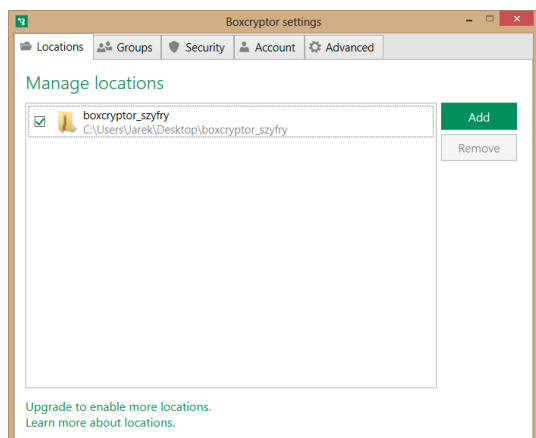 Boxcryptor settings
Locations Groups Security Account Advanced
Manage locations
boxcryptor_szyfry
C:\Users\Jarek\Desktop\boxcryptor_szyfry
Add
Remove
Upgrade to enable more locations.
Learn more about locations.